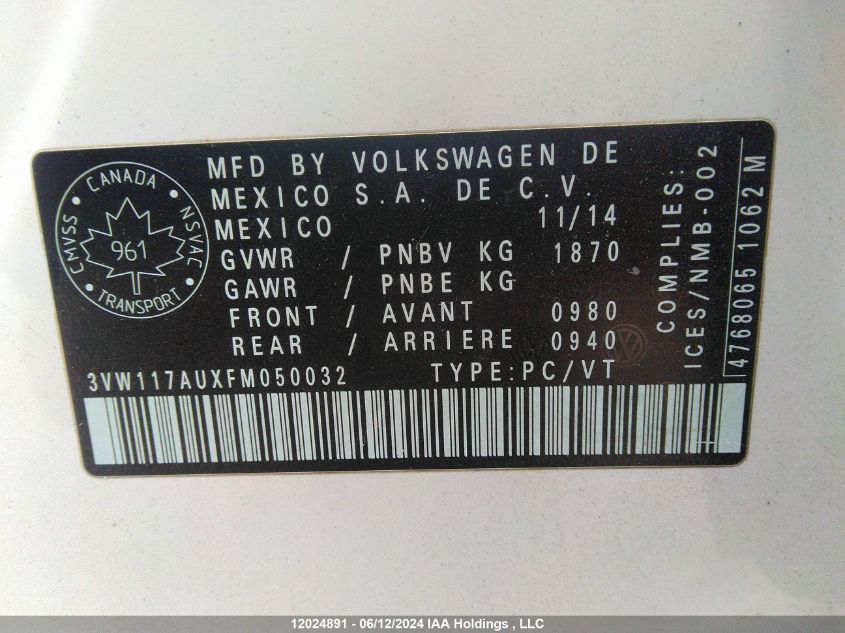 MFD BY VOLKSWAGEN DE
MEXICO S.A. DE C.V.
MEXICO 11/14
GVWR / PNBV KG 1870
GAWR / PNBE KG
FRONT / AVANT 0980
REAR / ARRIERE 0940
3VW117AUXFM050032 TYPE:PC/VT
CANADA
CMVSS
NSVAC
961
TRANSPORT
COMPLIES:
ICES/NMB-002
4768065 1062 M
12024891 - 06/12/2024 IAA Holdings , LLC